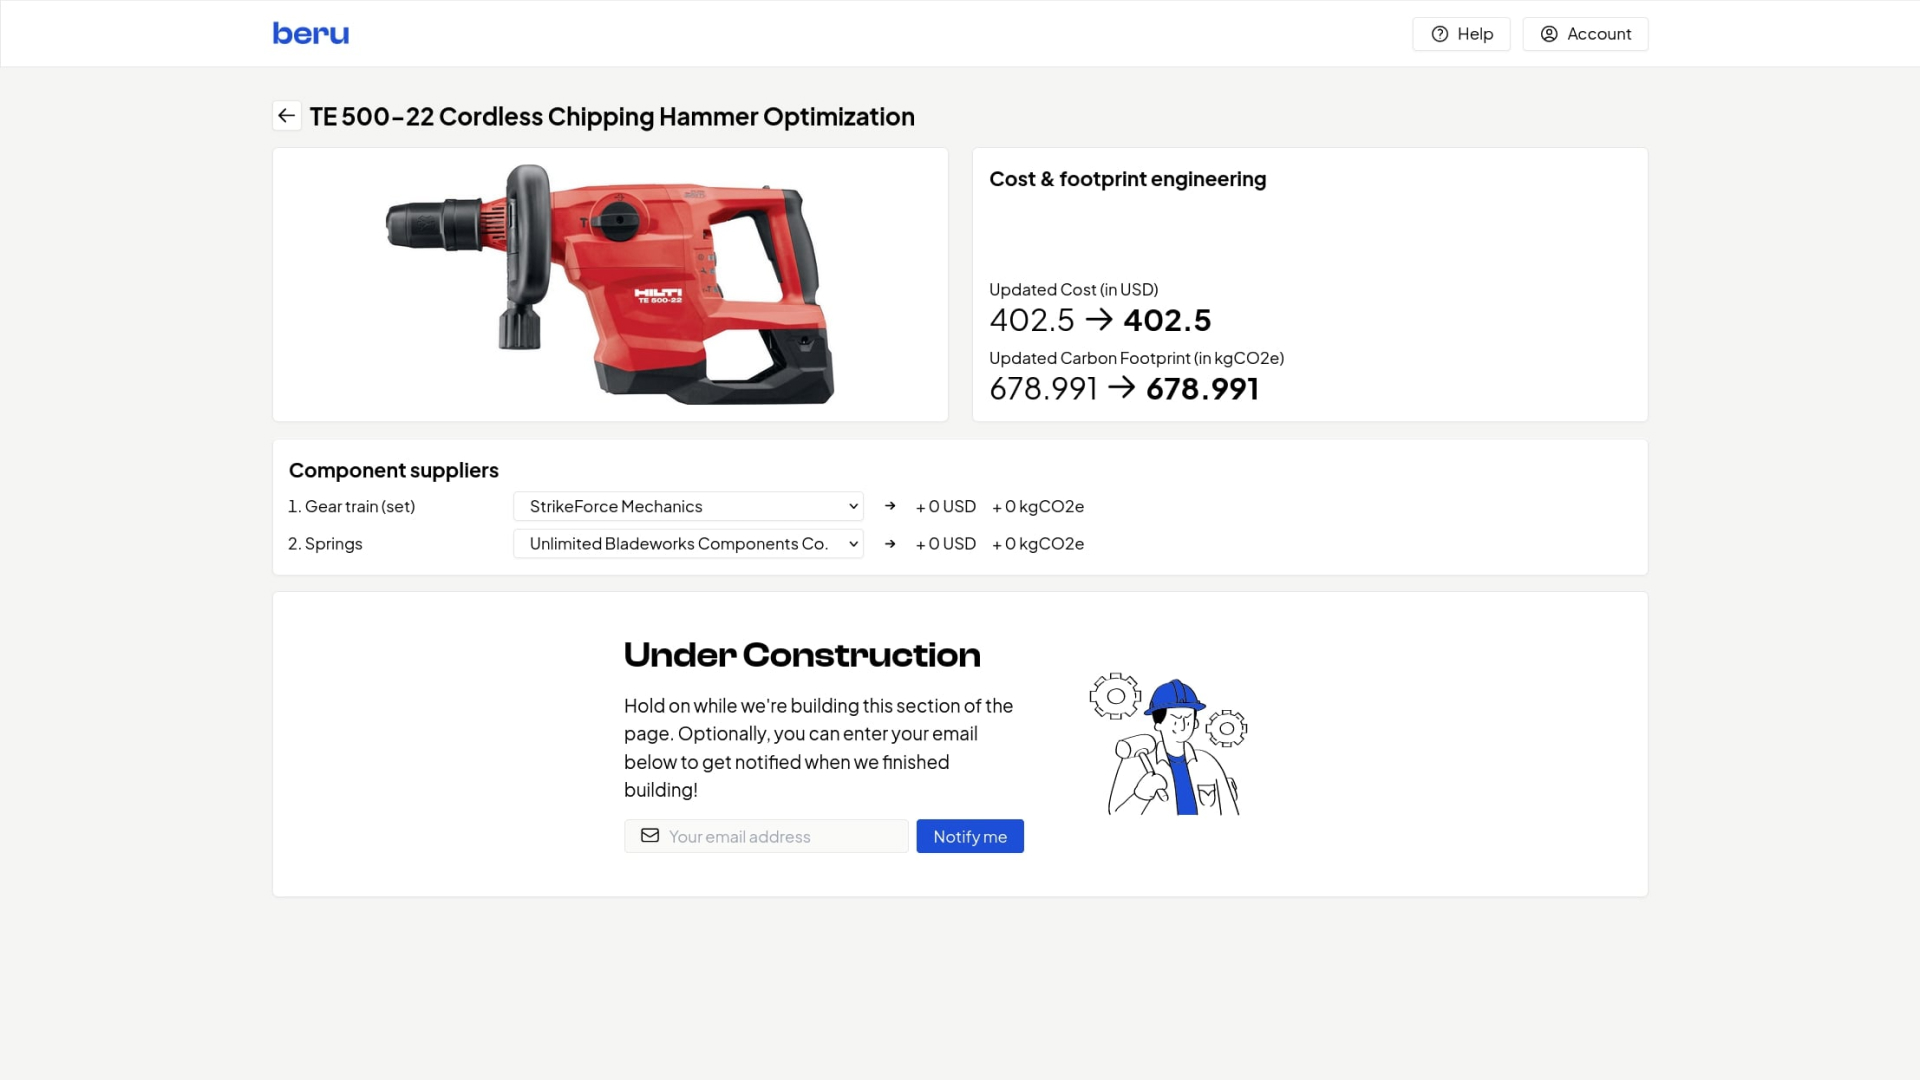 beru
Help
Account
TE 500-22 Cordless Chipping Hammer Optimization
HILTI
TE 500-22
Cost & footprint engineering
Updated Cost (in USD)
402.5 → 402.5
Updated Carbon Footprint (in kgCO2e)
678.991 → 678.991
Component suppliers
1. Gear train (set) StrikeForce Mechanics → + 0 USD + 0 kgCO2e
2. Springs Unlimited Bladeworks Components Co. → + 0 USD + 0 kgCO2e
Under Construction
Hold on while we're building this section of the
page. Optionally, you can enter your email
below to get notified when we finished
building!
Your email address
Notify me